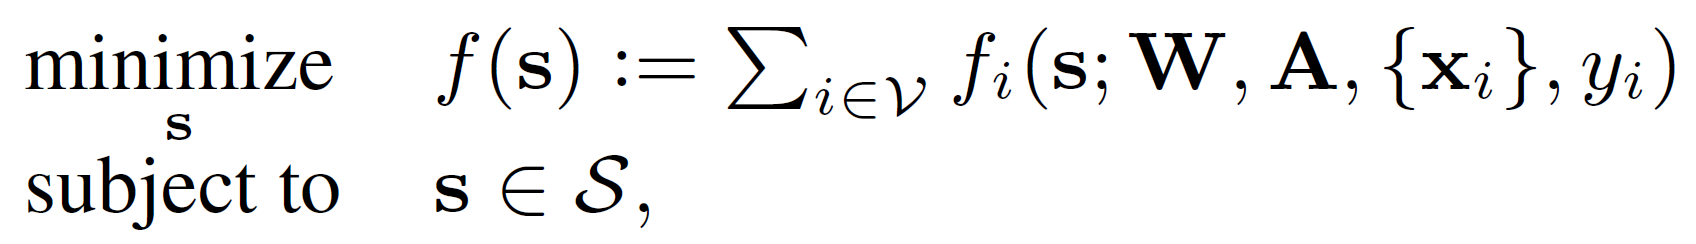 minimize f(𝐬) := ∑_{i∈𝒱} f_i(𝐬; 𝐖, 𝐀, {𝐱_i}, y_i)
𝐬
subject to 𝐬 ∈ 𝒮,